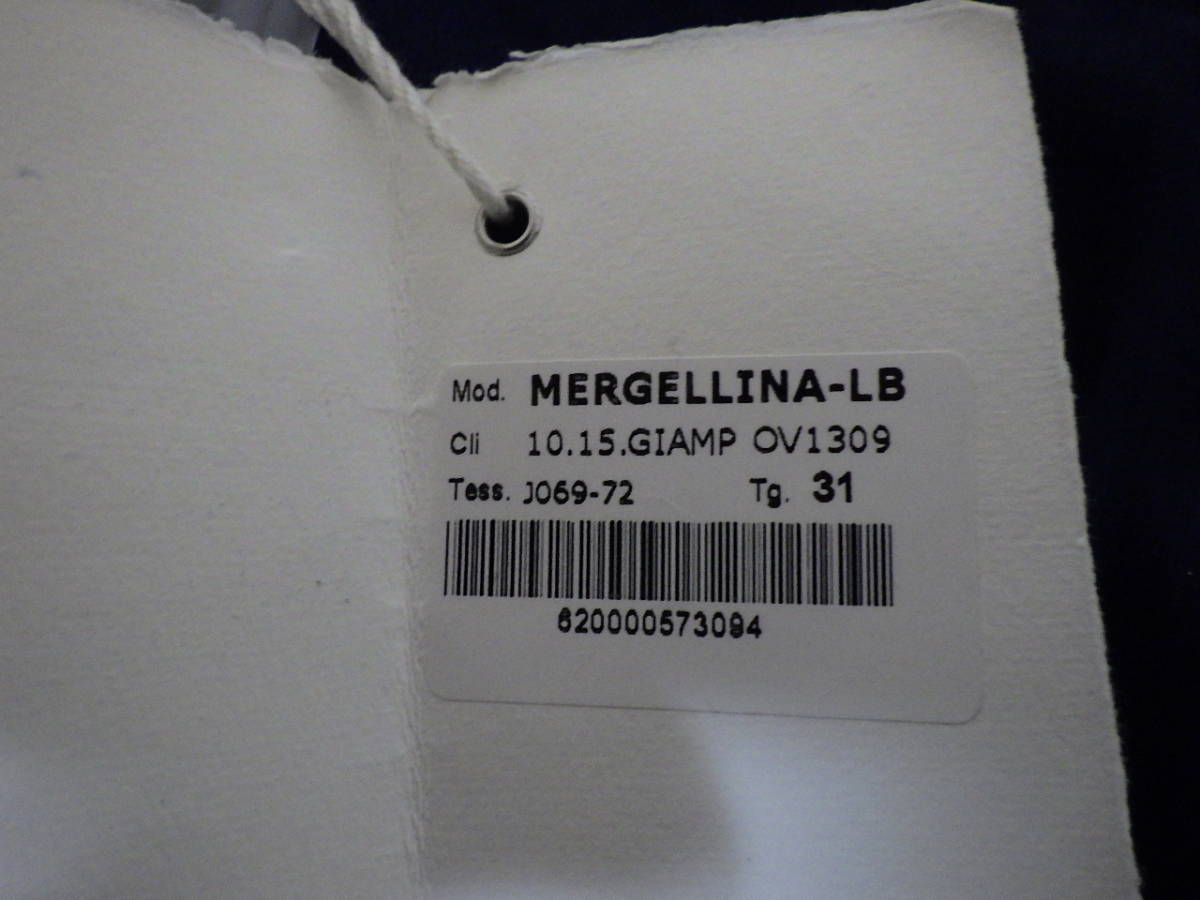 Mod. MERGELLINA-LB
Cli 10.15.GIAMP OV1309
Tess. J069-72 Tg. 31
620000573094